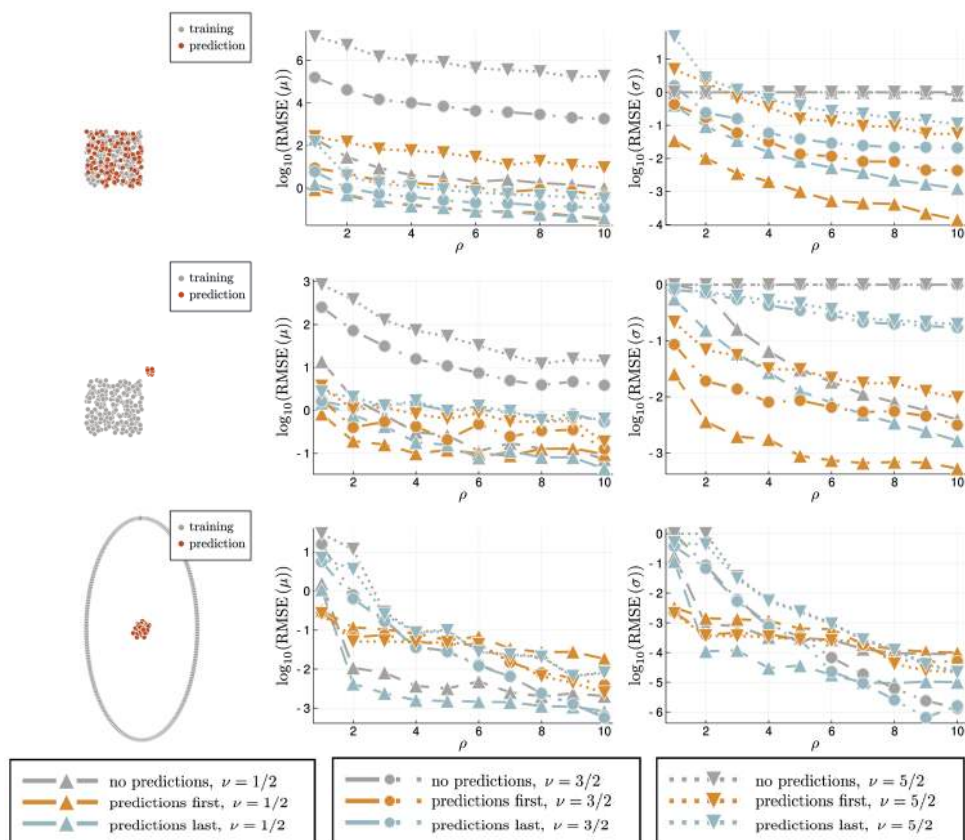 training
prediction
log₁₀(RMSE (μ))
6
4
2
0
2
4
6
8
10
ρ
log₁₀(RMSE (σ))
1
0
-1
-2
-3
-4
2
4
6
8
10
ρ
training
prediction
log₁₀(RMSE (μ))
3
2
1
0
-1
2
4
6
8
10
ρ
log₁₀(RMSE (σ))
0
-1
-2
-3
2
4
6
8
10
ρ
training
prediction
log₁₀(RMSE (μ))
1
0
-1
-2
-3
2
4
6
8
10
ρ
log₁₀(RMSE (σ))
0
-1
-2
-3
-4
-5
-6
2
4
6
8
10
ρ
no predictions, ν = 1/2
predictions first, ν = 1/2
predictions last, ν = 1/2
no predictions, ν = 3/2
predictions first, ν = 3/2
predictions last, ν = 3/2
no predictions, ν = 5/2
predictions first, ν = 5/2
predictions last, ν = 5/2